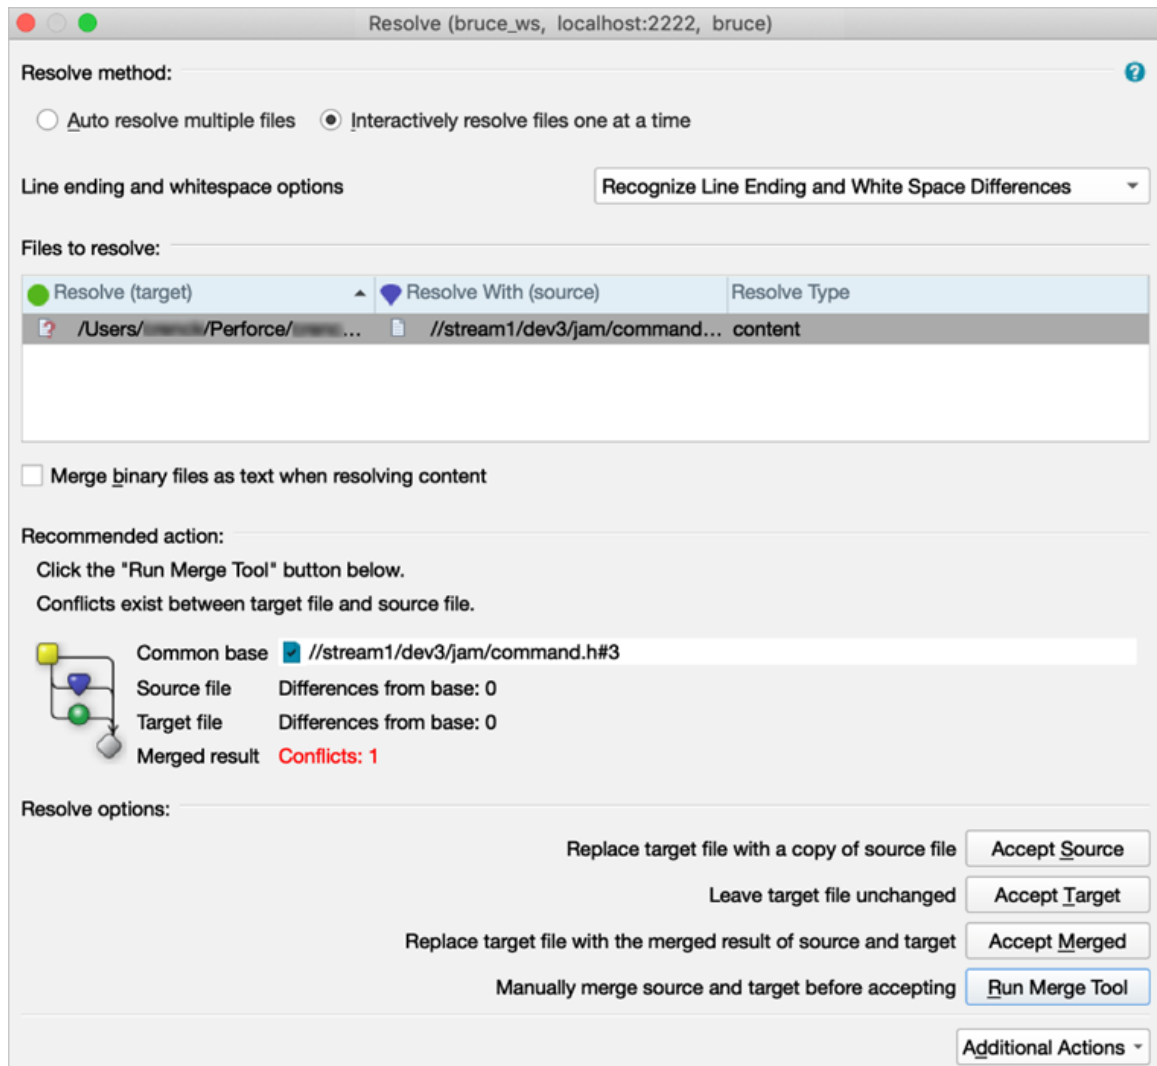 Resolve (bruce_ws, localhost:2222, bruce)
Resolve method:
Auto resolve multiple files Interactively resolve files one at a time
Line ending and whitespace options Recognize Line Ending and White Space Differences
Files to resolve:
Resolve (target) Resolve With (source) Resolve Type
/Users/ /Perforce/ ... //stream1/dev3/jam/command... content
Merge binary files as text when resolving content
Recommended action:
Click the "Run Merge Tool" button below.
Conflicts exist between target file and source file.
Common base //stream1/dev3/jam/command.h#3
Source file Differences from base: 0
Target file Differences from base: 0
Merged result Conflicts: 1
Resolve options:
Replace target file with a copy of source file Accept Source
Leave target file unchanged Accept Target
Replace target file with the merged result of source and target Accept Merged
Manually merge source and target before accepting Run Merge Tool
Additional Actions